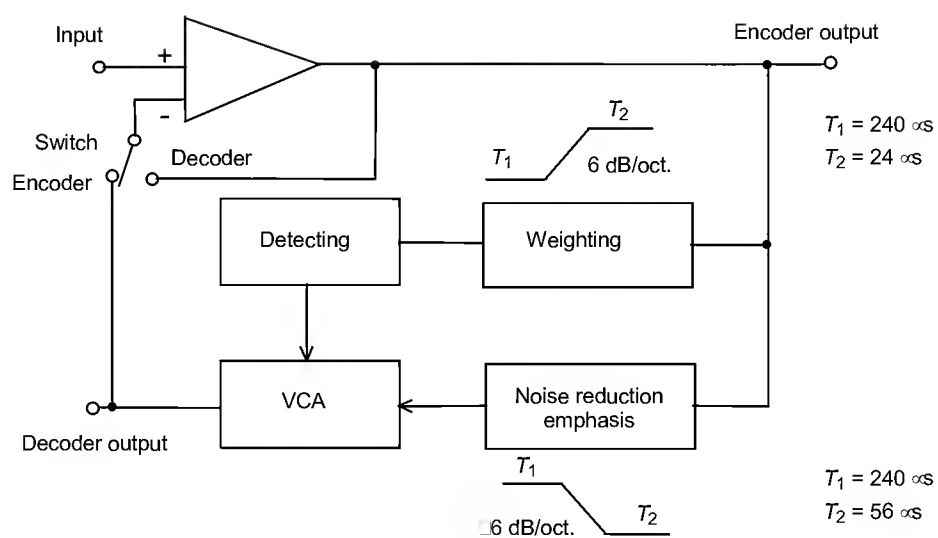 Input
Encoder output
+
-
Switch
Encoder
Decoder
T1
T2
6 dB/oct.
T1 = 240 ∝s
T2 = 24 ∝s
Detecting
Weighting
VCA
Noise reduction
emphasis
Decoder output
T1
□6 dB/oct.
T2
T1 = 240 ∝s
T2 = 56 ∝s